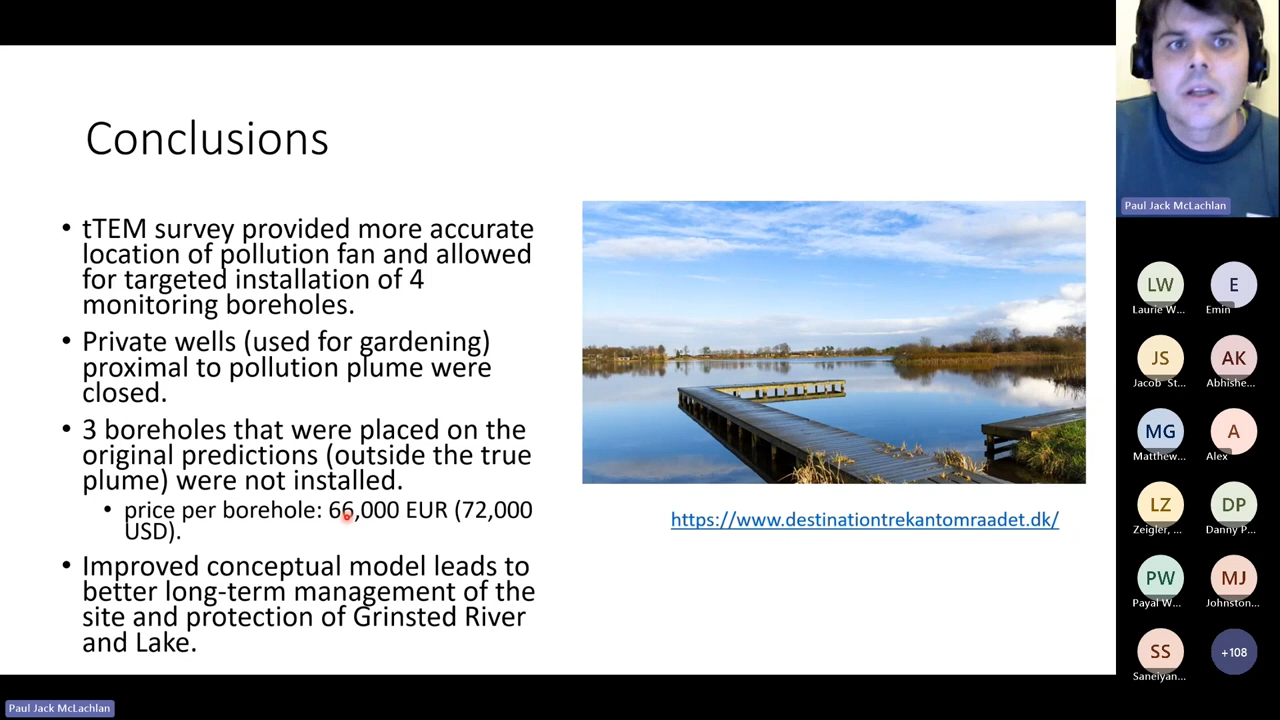 Conclusions
• tTEM survey provided more accurate
location of pollution fan and allowed
for targeted installation of 4
monitoring boreholes.
• Private wells (used for gardening)
proximal to pollution plume were
closed.
• 3 boreholes that were placed on the
original predictions (outside the true
plume) were not installed.
• price per borehole: 66,000 EUR (72,000
USD).
• Improved conceptual model leads to
better long-term management of the
site and protection of Grinsted River
and Lake.
https://www.destinationtrekantomraadet.dk/
Paul Jack McLachlan
LW
E
Laurie W...
Emin
JS
AK
Jacob St...
Abhishe...
MG
A
Matthew...
Alex
LZ
DP
Zeigler, ...
Danny P...
PW
MJ
Payal W...
Johnston...
SS
+108
Saneiyan...
Paul Jack McLachlan